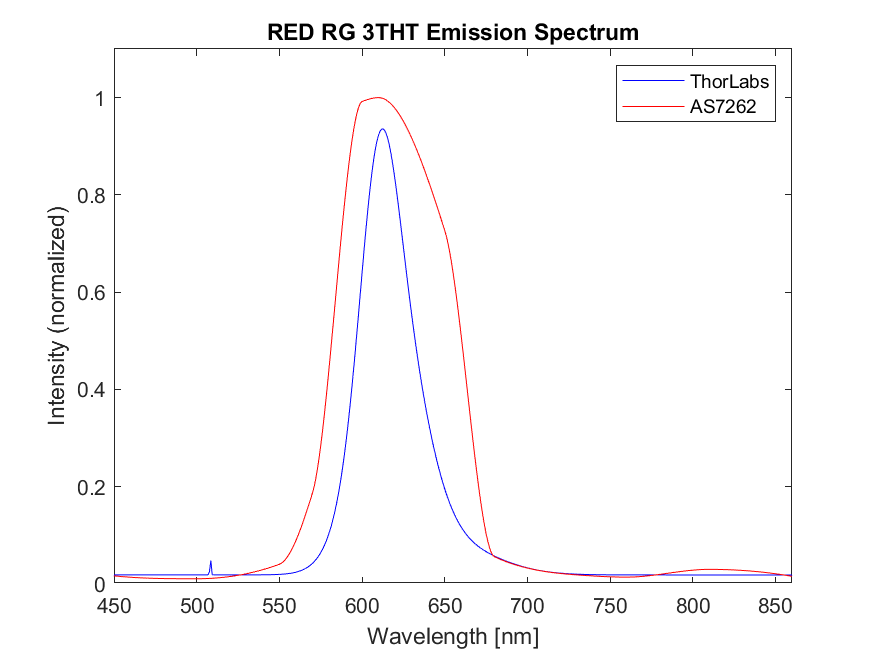 RED RG 3THT Emission Spectrum
ThorLabs
AS7262
Intensity (normalized)
1
0.8
0.6
0.4
0.2
0
450 500 550 600 650 700 750 800 850
Wavelength [nm]